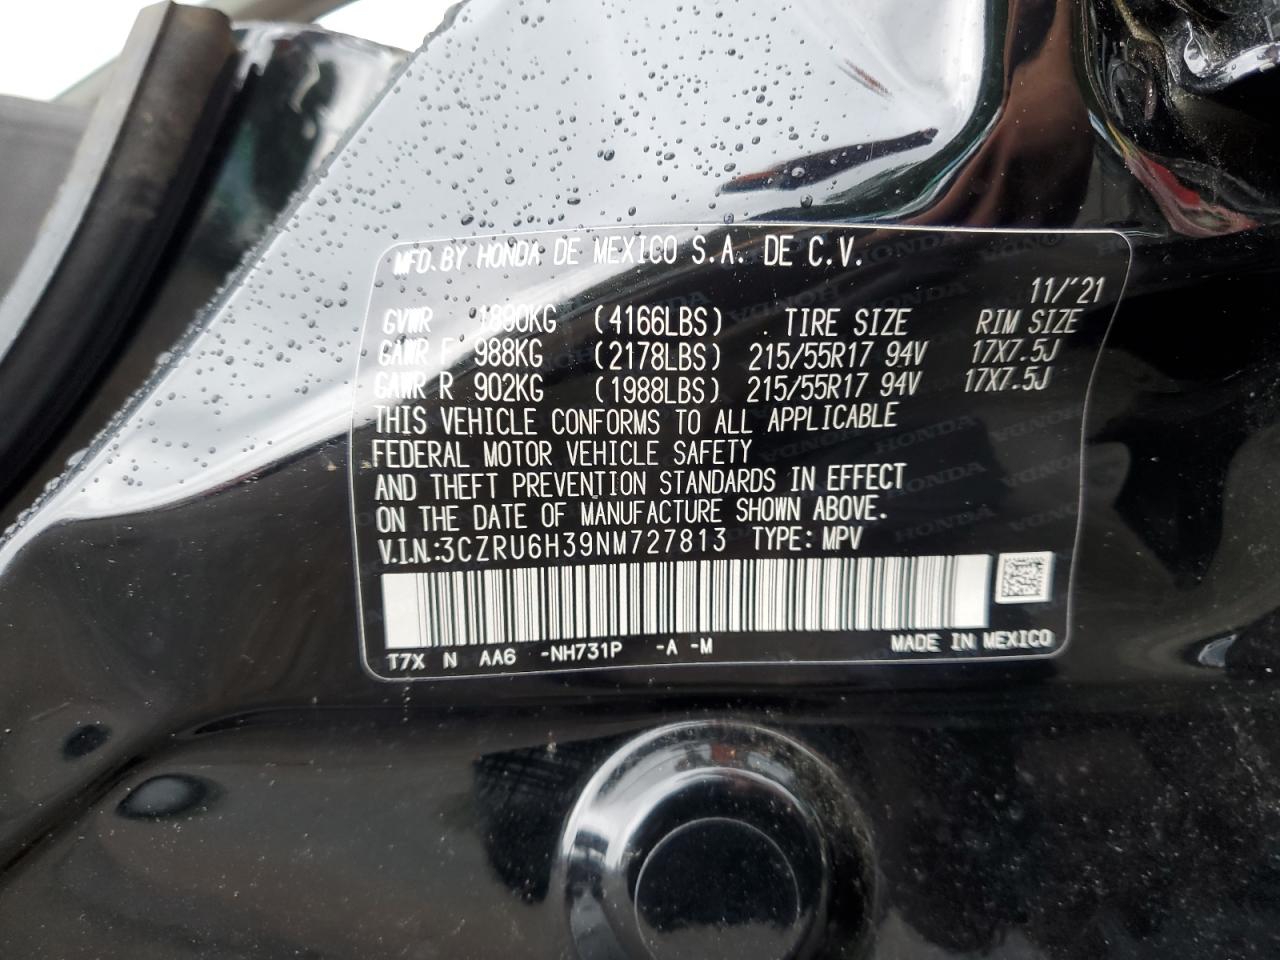 MFD. BY HONDA DE MEXICO S.A. DE C.V.
11/'21
GVWR 1890KG (4166LBS) . TIRE SIZE RIM SIZE
GAWR F 988KG (2178LBS) 215/55R17 94V 17X7.5J
GAWR R 902KG (1988LBS) 215/55R17 94V 17X7.5J
THIS VEHICLE CONFORMS TO ALL APPLICABLE
FEDERAL MOTOR VEHICLE SAFETY
AND THEFT PREVENTION STANDARDS IN EFFECT
ON THE DATE OF MANUFACTURE SHOWN ABOVE.
V.I.N.:3CZRU6H39NM727813 TYPE: MPV
T7X N AA6 -NH731P -A -M MADE IN MEXICO